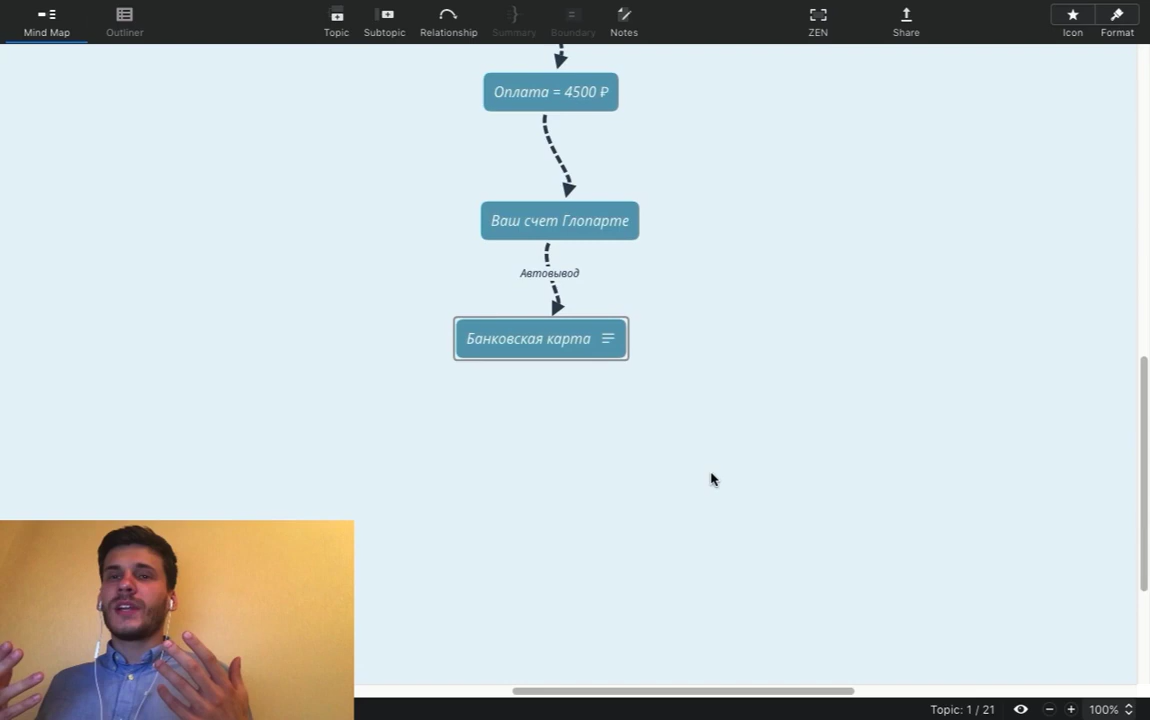 Mind Map
Outliner
Topic
Subtopic
Relationship
Summary
Boundary
Notes
ZEN
Share
Icon
Format
Оплата = 4500 ₽
Ваш счет Глопарте
Автовывод
Банковская карта
Topic: 1 / 21
100%